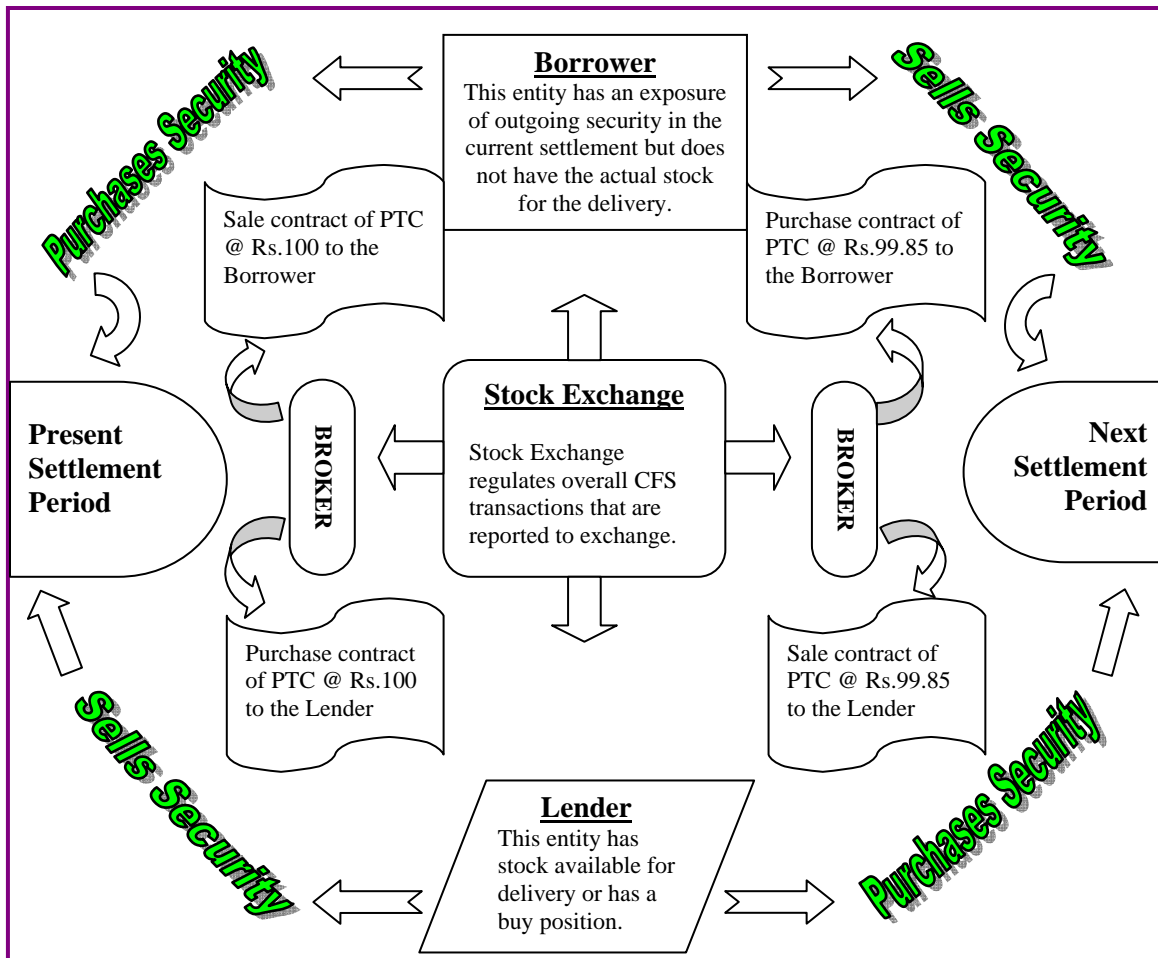 Purchases Security
Borrower
This entity has an exposure
of outgoing security in the
current settlement but does
not have the actual stock
for the delivery.
Sells Security
Sale contract of PTC
@ Rs.100 to the
Borrower
Purchase contract of
PTC @ Rs.99.85 to
the Borrower
Present
Settlement
Period
BROKER
Stock Exchange
Stock Exchange
regulates overall CFS
transactions that are
reported to exchange.
BROKER
Next
Settlement
Period
Purchase contract
of PTC @ Rs.100
to the Lender
Sale contract of
PTC @ Rs.99.85
to the Lender
Sells Security
Lender
This entity has
stock available for
delivery or has a
buy position.
Purchases Security